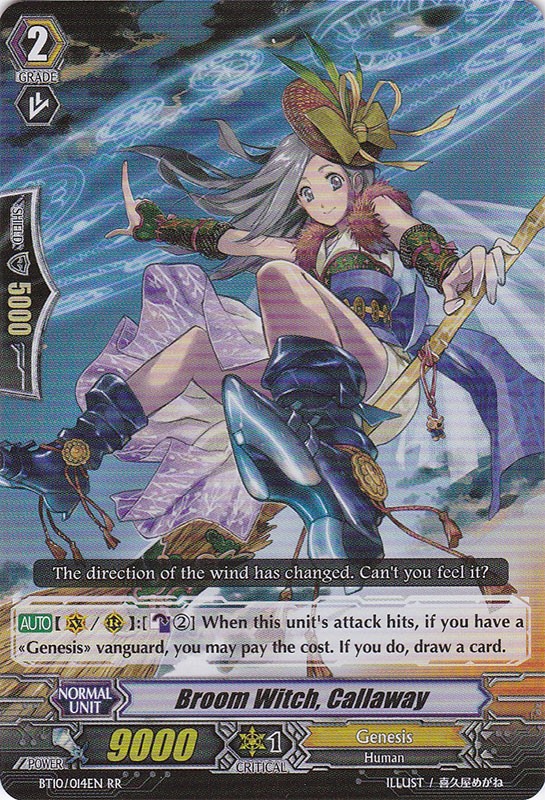 2
GRADE
SHIELD
5000
The direction of the wind has changed. Can't you feel it?
AUTO【 V / R 】:[ ②] When this unit's attack hits, if you have a
«Genesis» vanguard, you may pay the cost. If you do, draw a card.
NORMAL
UNIT
Broom Witch, Callaway
POWER
9000
1
CRITICAL
Genesis
Human
BT10/014EN RR
ILLUST / 喜久屋めがね